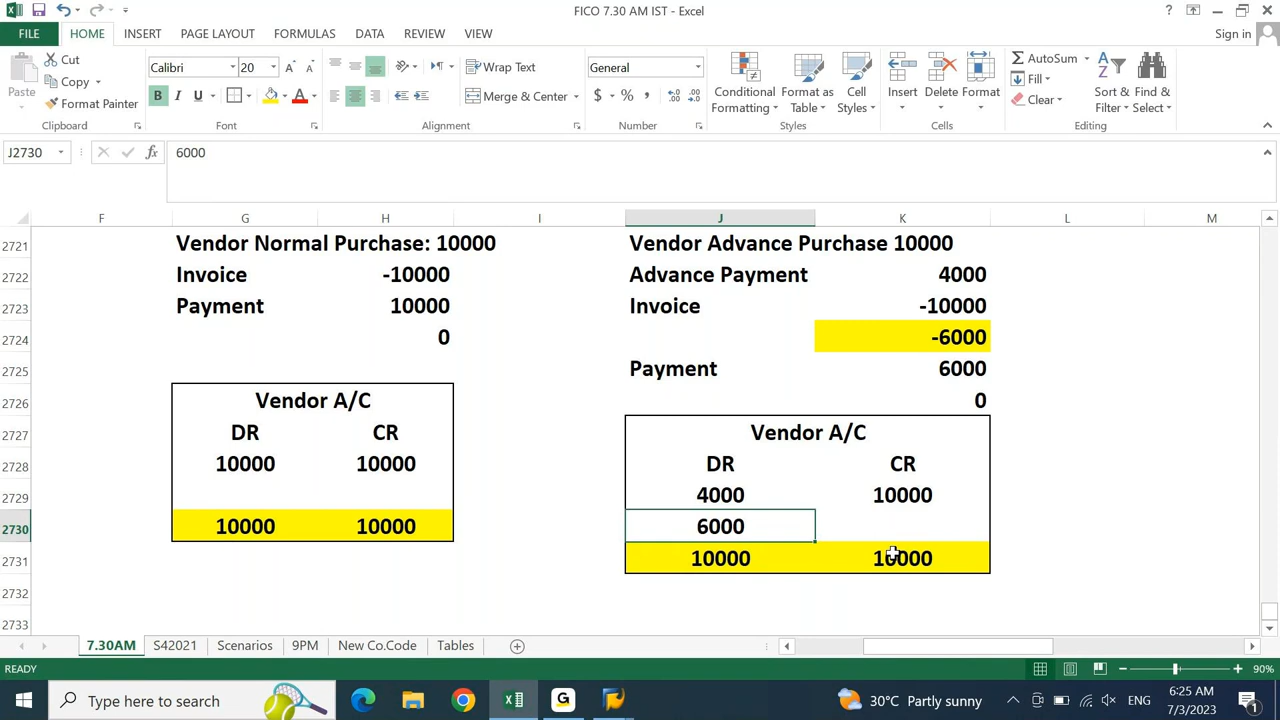 FICO 7.30 AM IST - Excel
?
FILE HOME INSERT PAGE LAYOUT FORMULAS DATA REVIEW VIEW Sign in
Paste
Cut
Copy
Format Painter
Clipboard
Calibri 20
B I U
Font
Wrap Text
Merge & Center
Alignment
General
$ % ,
Number
Conditional Formatting
Format as Table
Cell Styles
Styles
Insert
Delete
Format
Cells
AutoSum
Fill
Clear
Sort & Filter
Find & Select
Editing
J2730 fx 6000
F G H I J K L M
2721 Vendor Normal Purchase: 10000 Vendor Advance Purchase 10000
2722 Invoice -10000 Advance Payment 4000
2723 Payment 10000 Invoice -10000
2724 0 -6000
2725 Payment 6000
2726 Vendor A/C 0
2727 DR CR Vendor A/C
2728 10000 10000 DR CR
2729 4000 10000
2730 10000 10000 6000
2731 10000 10000
2732
2733
7.30AM S42021 Scenarios 9PM New Co.Code Tables
READY 90%
Type here to search 30°C Partly sunny ENG 6:25 AM
7/3/2023 1